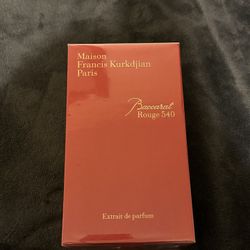 Maison
Francis Kurkdjian
Paris
Baccarat
Rouge 540
Extrait de parfum